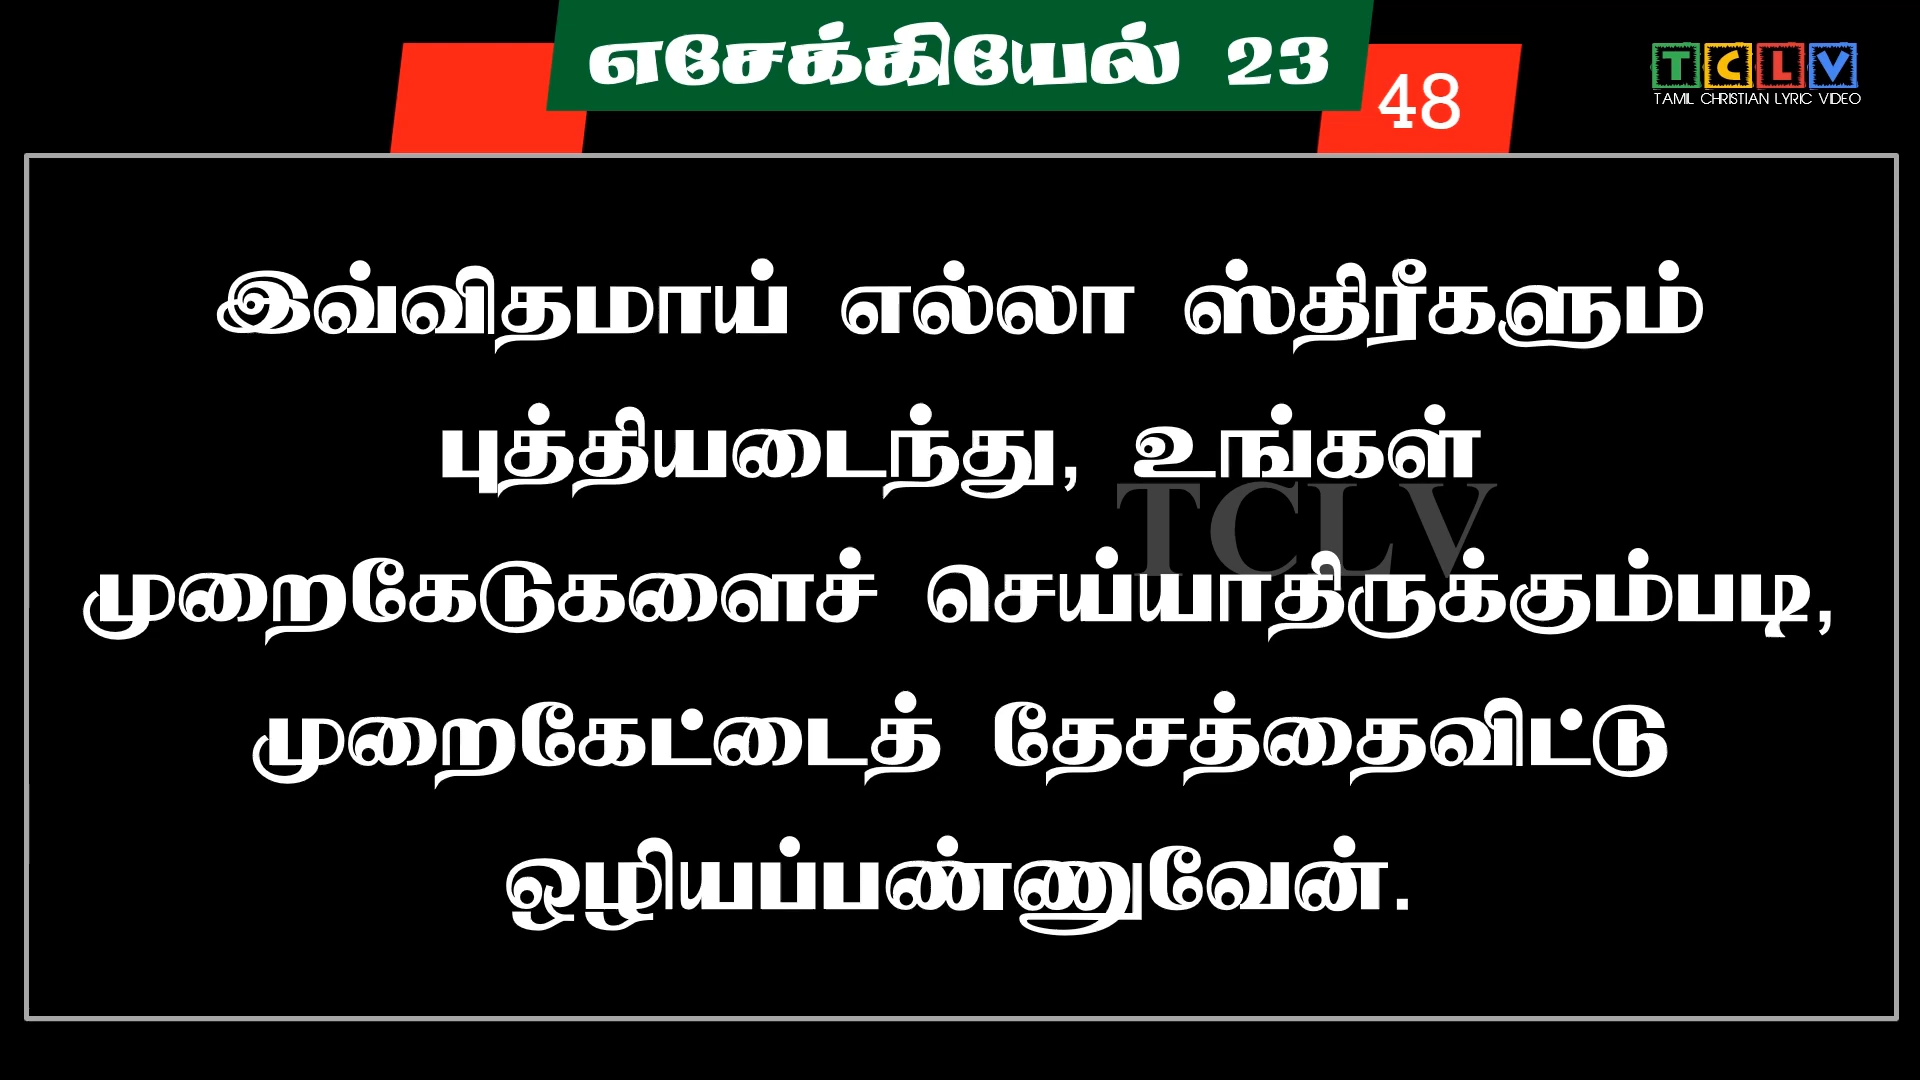 எசேக்கியேல் 23
48
TCLV
TAMIL CHRISTIAN LYRIC VIDEO
இவ்விதமாய் எல்லா ஸ்திரீகளும்
புத்தியடைந்து, உங்கள்
TCLV
முறைகேடுகளைச் செய்யாதிருக்கும்படி,
முறைகேட்டைத் தேசத்தைவிட்டு
ஒழியப்பண்ணுவேன்.